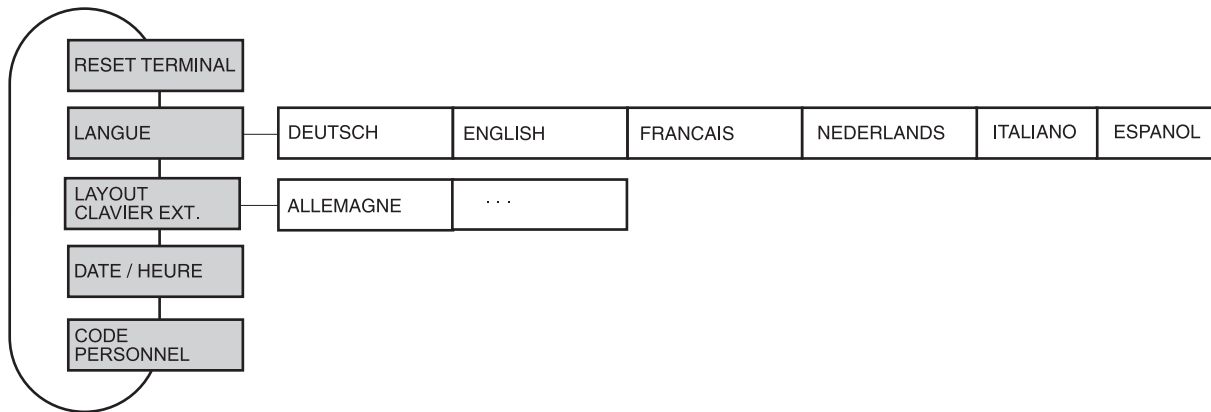 RESET TERMINAL
LANGUE
DEUTSCH
ENGLISH
FRANCAIS
NEDERLANDS
ITALIANO
ESPANOL
LAYOUT
CLAVIER EXT.
ALLEMAGNE
...
DATE / HEURE
CODE
PERSONNEL